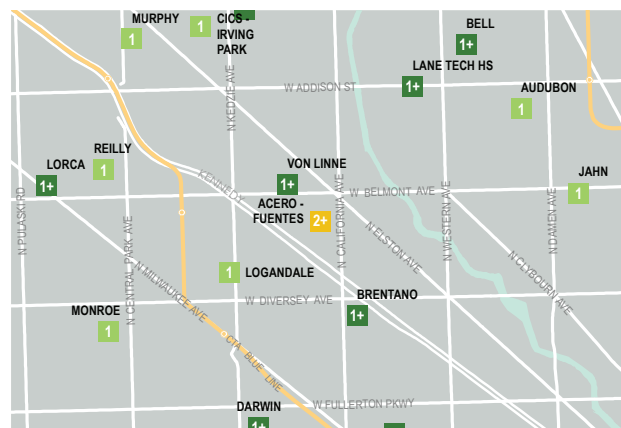 MURPHY
1
1
CICS -
IRVING
PARK
BELL
1+
LANE TECH HS
1+
AUDUBON
1
W ADDISON ST
N KEDZIE AVE
REILLY
1
LORCA
1+
VON LINNE
1+
KENNEDY
ACERO -
FUENTES
2+
W BELMONT AVE
JAHN
1
N PULASKI RD
N CENTRAL PARK AVE
N CALIFORNIA AVE
N ELSTON AVE
N WESTERN AVE
N DAMEN AVE
N CLYBOURN AVE
N MILWAUKEE AVE
1
LOGANDALE
W DIVERSEY AVE
BRENTANO
1+
MONROE
1
CTA BLUE LINE
DARWIN
1+
W FULLERTON PKWY